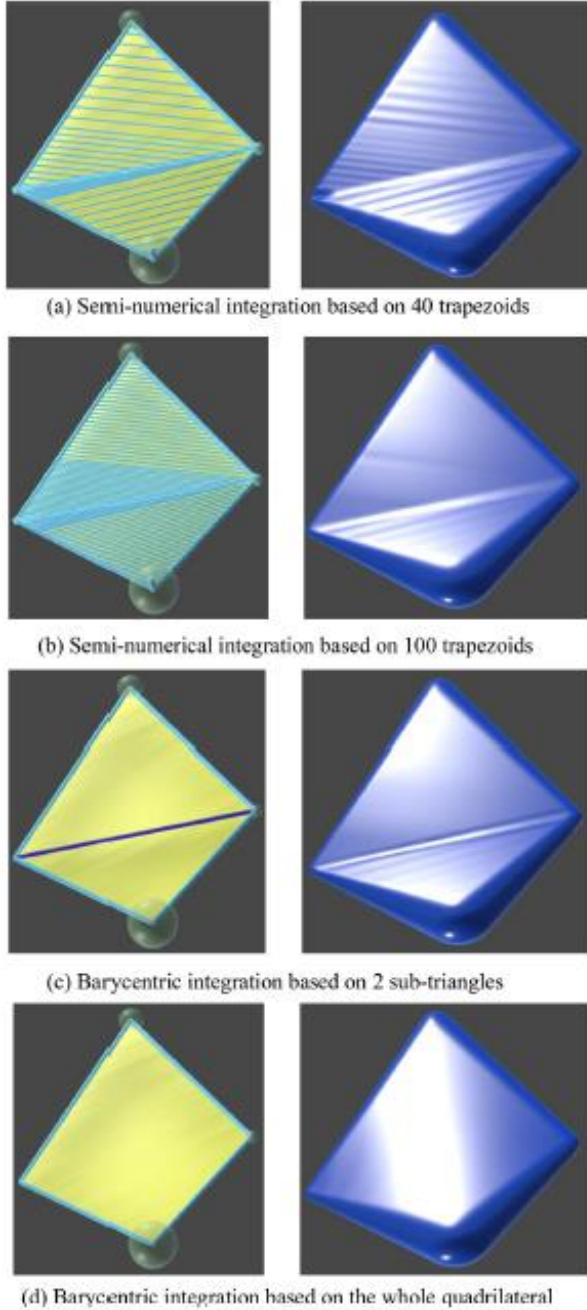 (a) Semi-numerical integration based on 40 trapezoids
(b) Semi-numerical integration based on 100 trapezoids
(c) Barycentric integration based on 2 sub-triangles
(d) Barycentric integration based on the whole quadrilateral